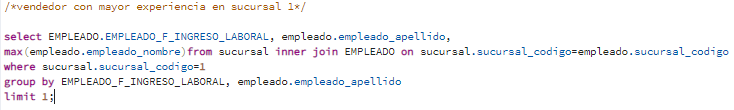 /*vendedor con mayor experiencia en sucursal 1*/
select EMPLEADO.EMPLEADO_F_INGRESO_LABORAL, empleado.empleado_apellido,
max(empleado.empleado_nombre)from sucursal inner join EMPLEADO on sucursal.sucursal_codigo=empleado.sucursal_codigo
where sucursal.sucursal_codigo=1
group by EMPLEADO_F_INGRESO_LABORAL, empleado.empleado_apellido
limit 1;